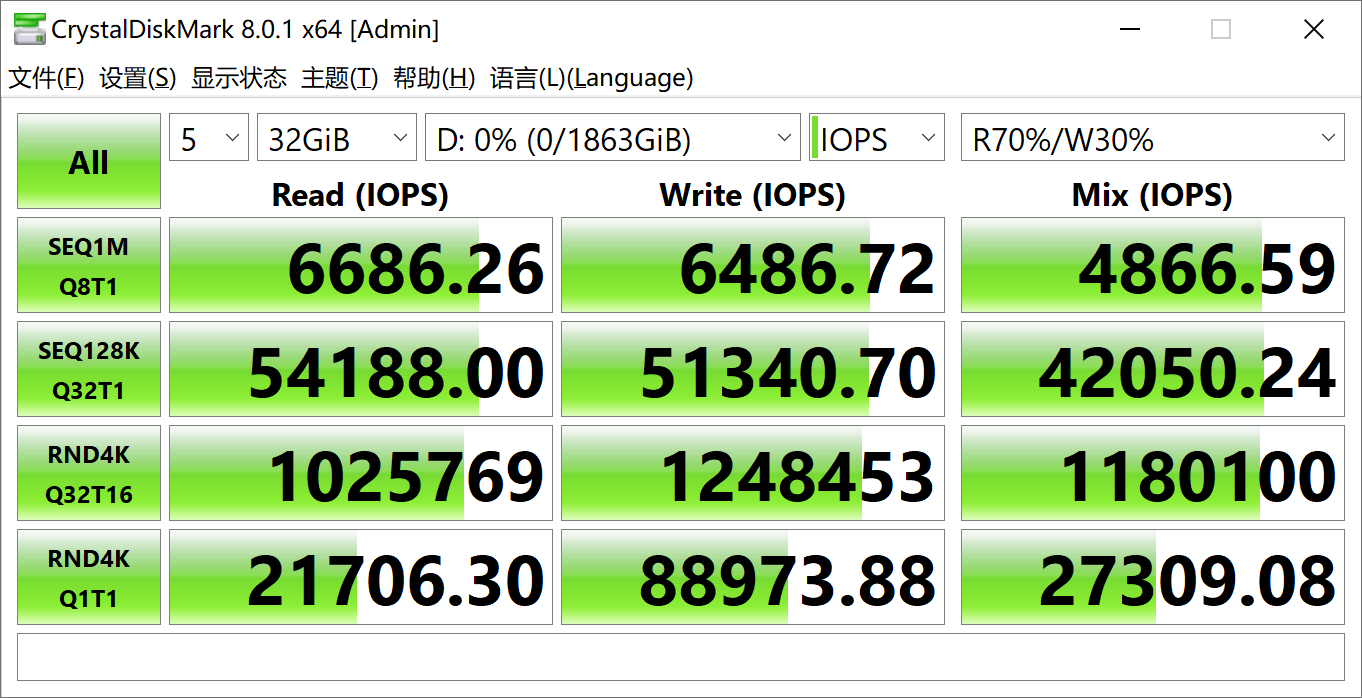 CrystalDiskMark 8.0.1 x64 [Admin]
文件(F) 设置(S) 显示状态 主题(T) 帮助(H) 语言(L)(Language)
All 5 32GiB D: 0% (0/1863GiB) IOPS R70%/W30%
Read (IOPS) Write (IOPS) Mix (IOPS)
SEQ1M
Q8T1
6686.26 6486.72 4866.59
SEQ128K
Q32T1
54188.00 51340.70 42050.24
RND4K
Q32T16
1025769 1248453 1180100
RND4K
Q1T1
21706.30 88973.88 27309.08